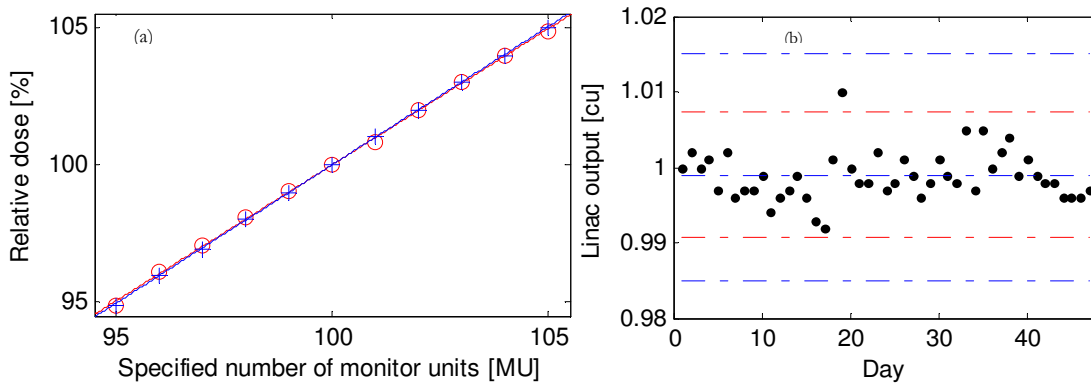 (a)
Relative dose [%]
105
100
95
95 100 105
Specified number of monitor units [MU]
(b)
Linac output [cu]
1.02
1.01
1
0.99
0.98
0 10 20 30 40
Day